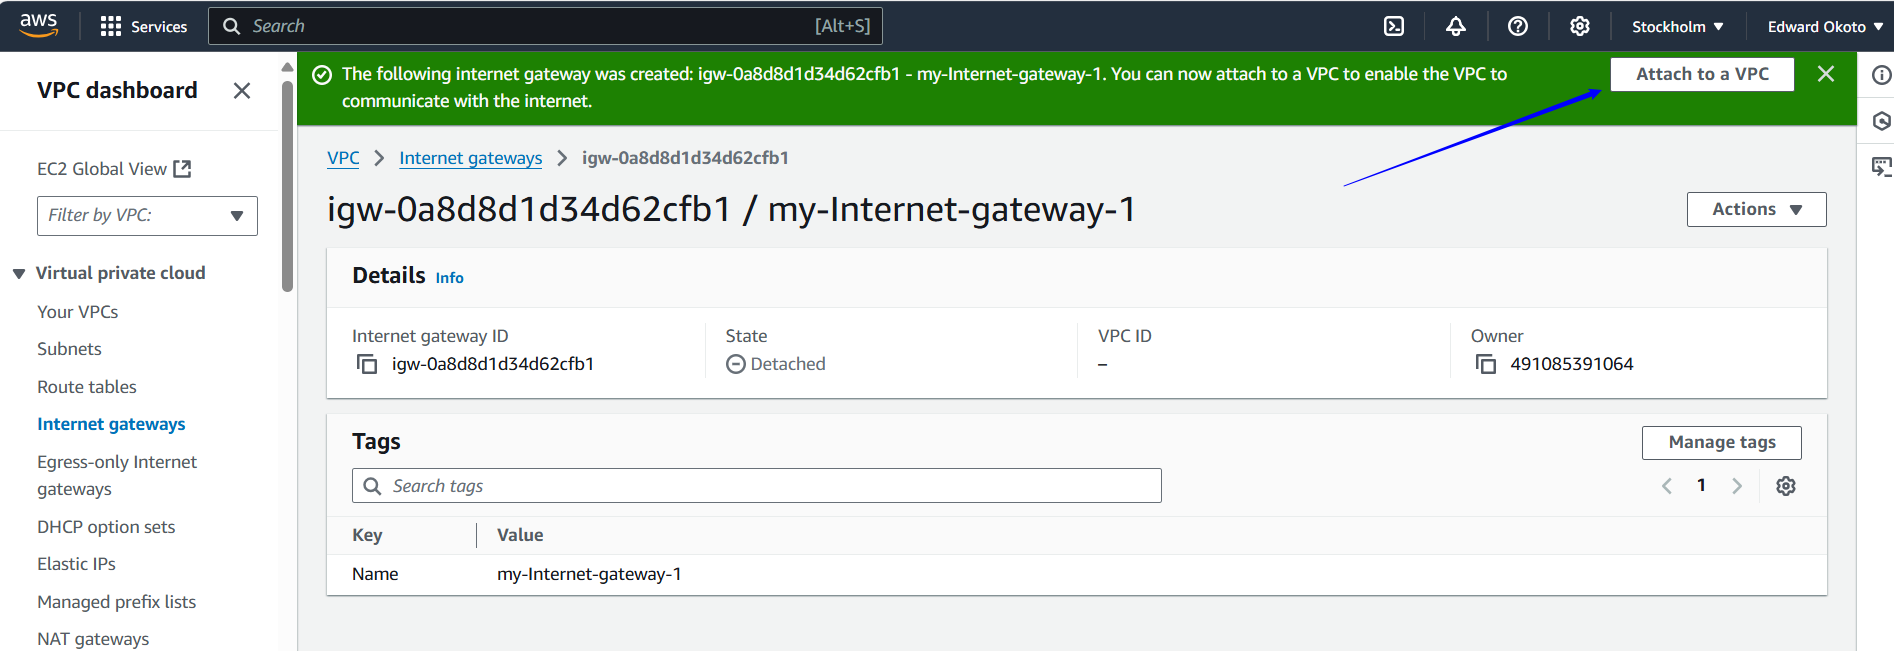 aws
Services
Search
[Alt+S]
Stockholm
Edward Okoto
VPC dashboard
EC2 Global View
Filter by VPC:
Virtual private cloud
Your VPCs
Subnets
Route tables
Internet gateways
Egress-only Internet
gateways
DHCP option sets
Elastic IPs
Managed prefix lists
NAT gateways
The following internet gateway was created: igw-0a8d8d1d34d62cfb1 - my-Internet-gateway-1. You can now attach to a VPC to enable the VPC to
communicate with the internet.
Attach to a VPC
VPC > Internet gateways > igw-0a8d8d1d34d62cfb1
igw-0a8d8d1d34d62cfb1 / my-Internet-gateway-1
Actions
Details Info
Internet gateway ID
igw-0a8d8d1d34d62cfb1
State
Detached
VPC ID
–
Owner
491085391064
Tags
Manage tags
Search tags
1
Key Value
Name my-Internet-gateway-1